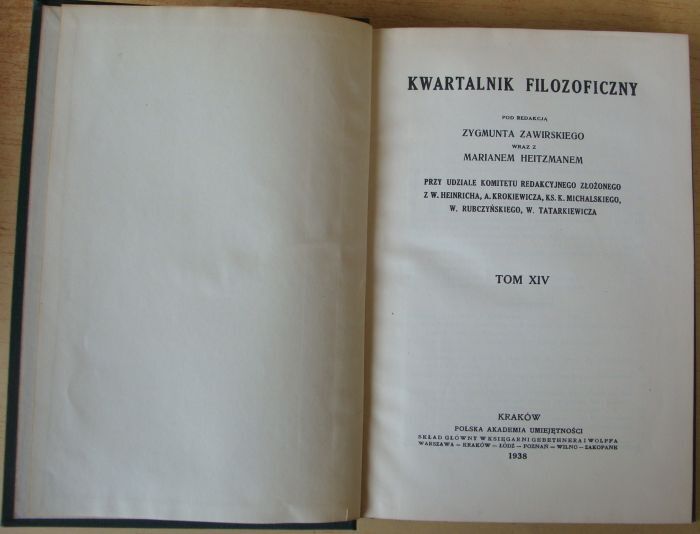 KWARTALNIK FILOZOFICZNY
POD REDAKCJĄ
ZYGMUNTA ZAWIRSKIEGO
WRAZ Z
MARIANEM HEITZMANEM
PRZY UDZIALE KOMITETU REDAKCYJNEGO ZŁOŻONEGO
Z W. HEINRICHA, A. KROKIEWICZA, KS. K. MICHALSKIEGO,
W. RUBCZYŃSKIEGO, W. TATARKIEWICZA
TOM XIV
KRAKÓW
POLSKA AKADEMIA UMIEJĘTNOŚCI
SKŁAD GŁÓWNY W KSIĘGARNI GEBETHNERA I WOLFFA
WARSZAWA — KRAKÓW — ŁÓDŹ — POZNAŃ — WILNO — ZAKOPANE
1938